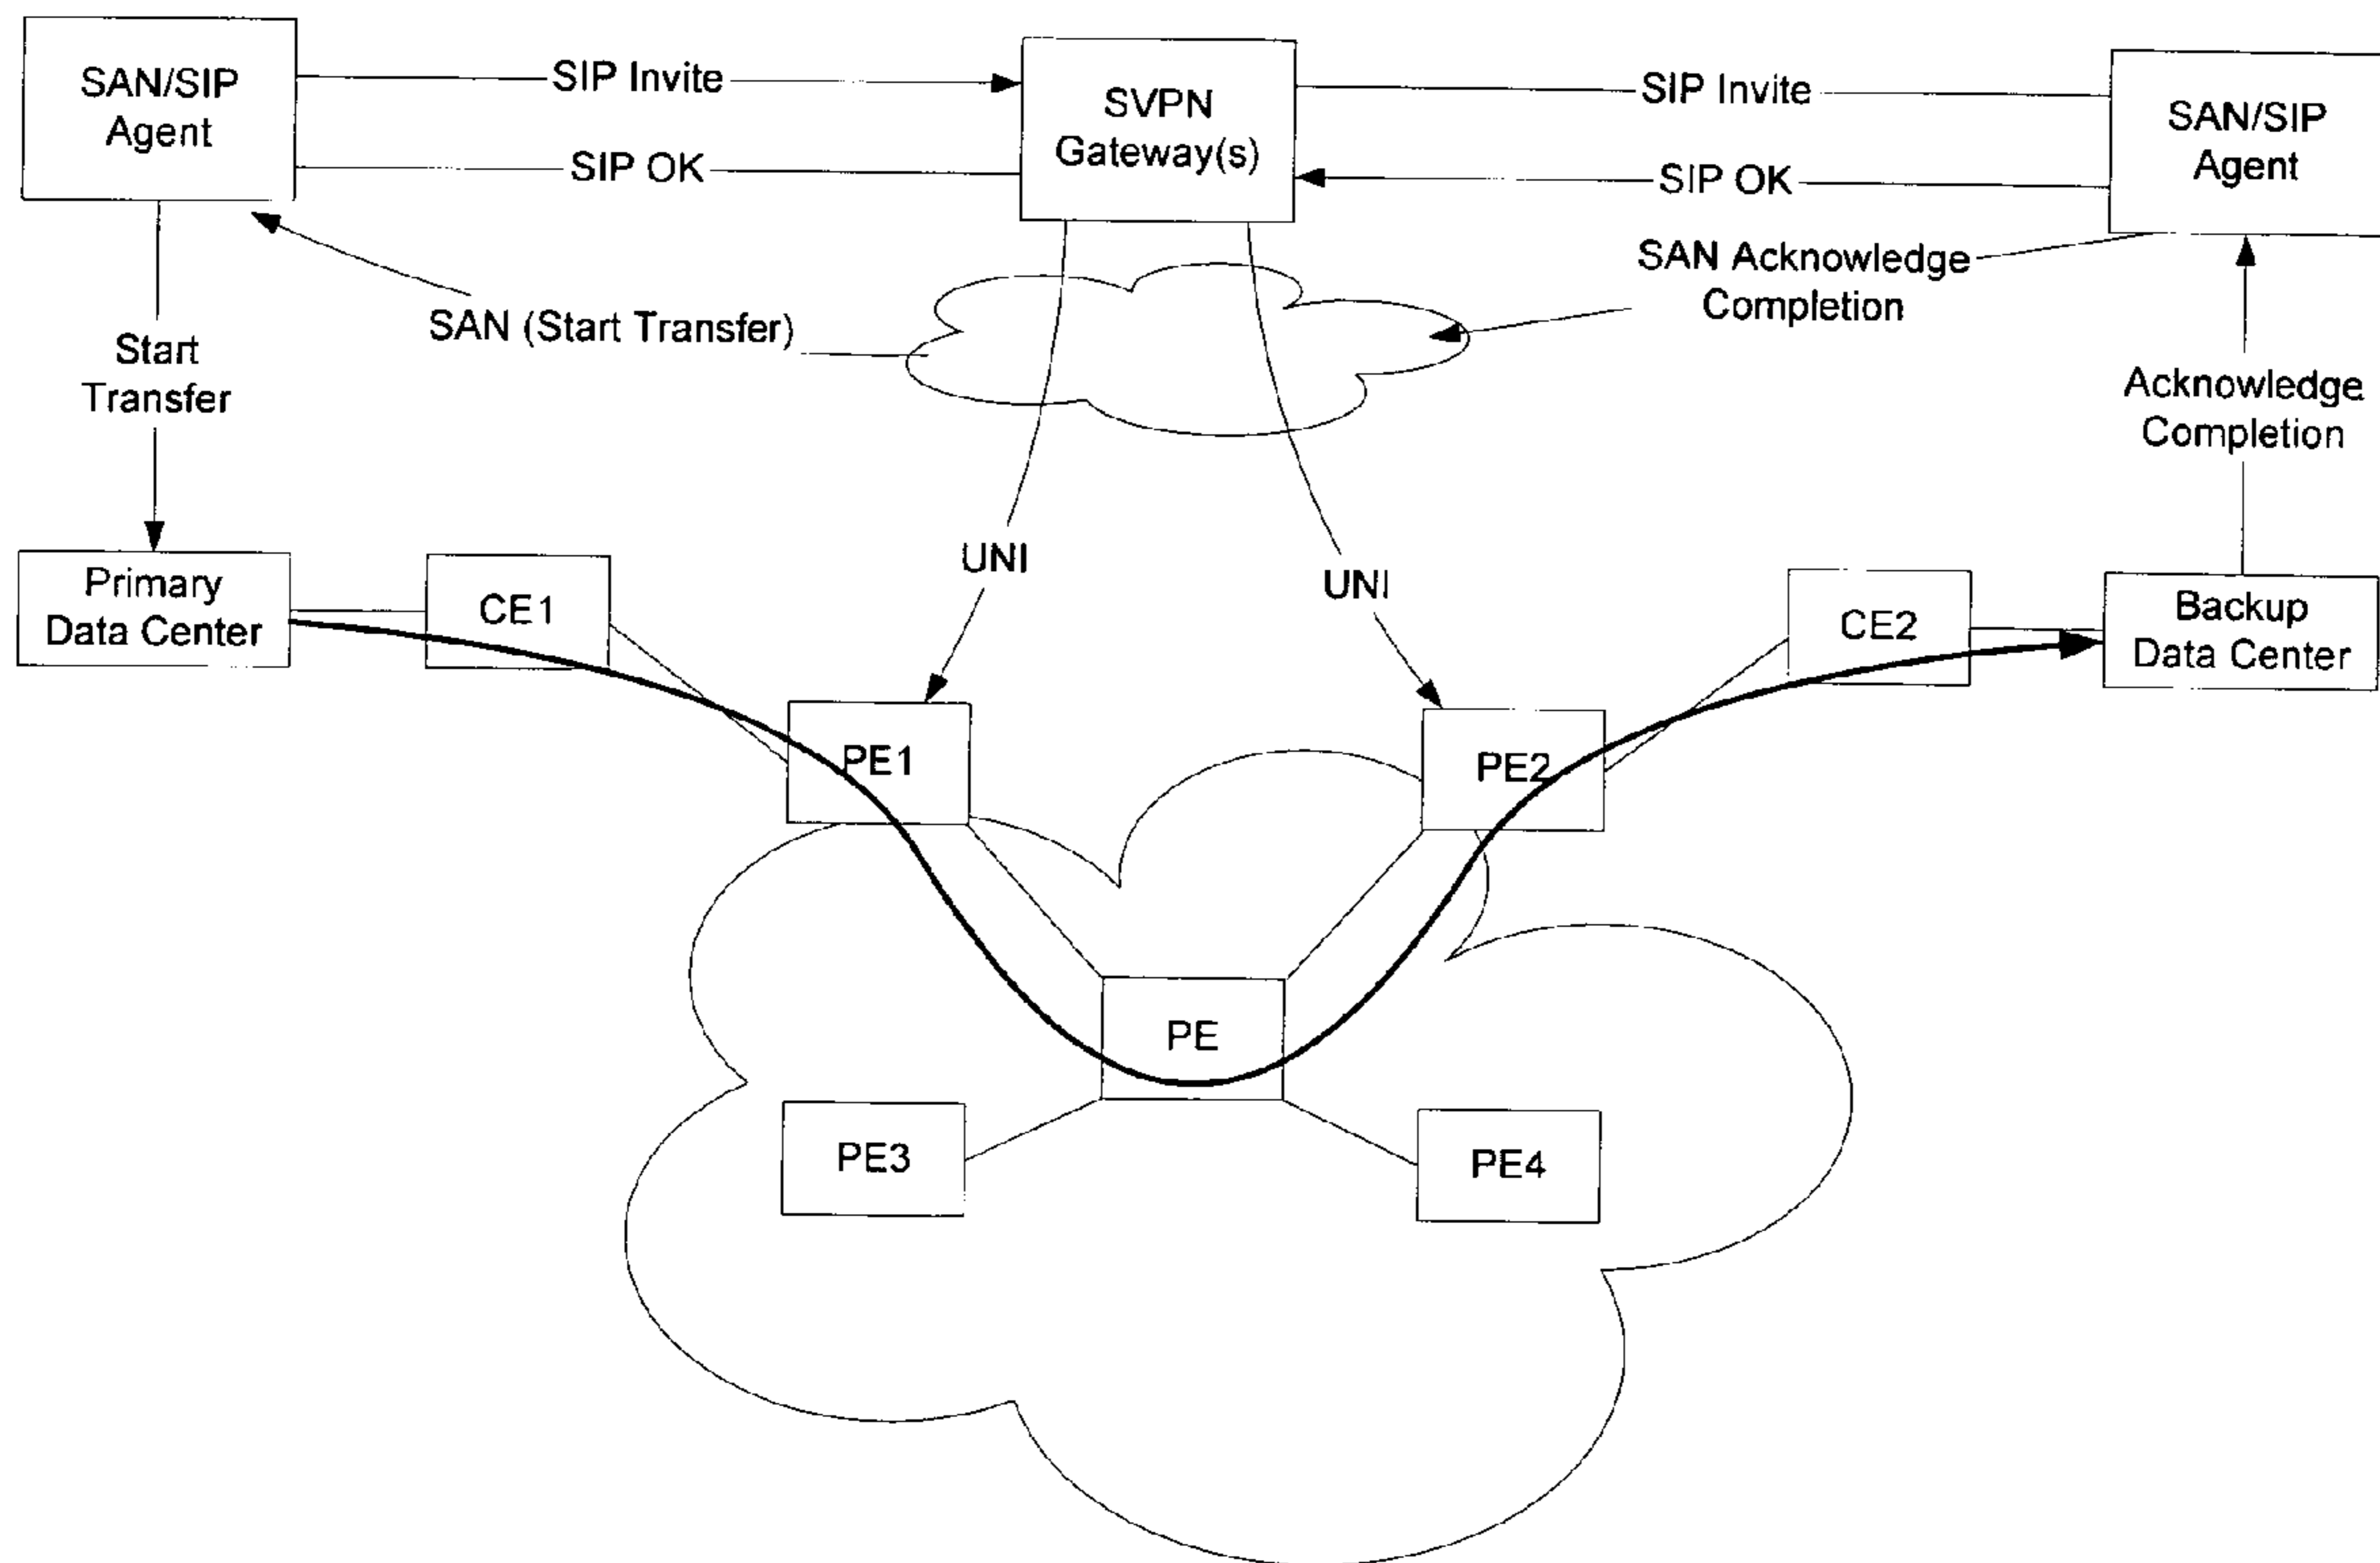 SAN/SIP
Agent
SIP Invite
SIP OK
SVPN
Gateway(s)
SIP Invite
SIP OK
SAN/SIP
Agent
SAN Acknowledge
Completion
SAN (Start Transfer)
Start
Transfer
Acknowledge
Completion
UNI
UNI
Primary
Data Center
CE1
CE2
Backup
Data Center
PE1
PE2
PE
PE3
PE4